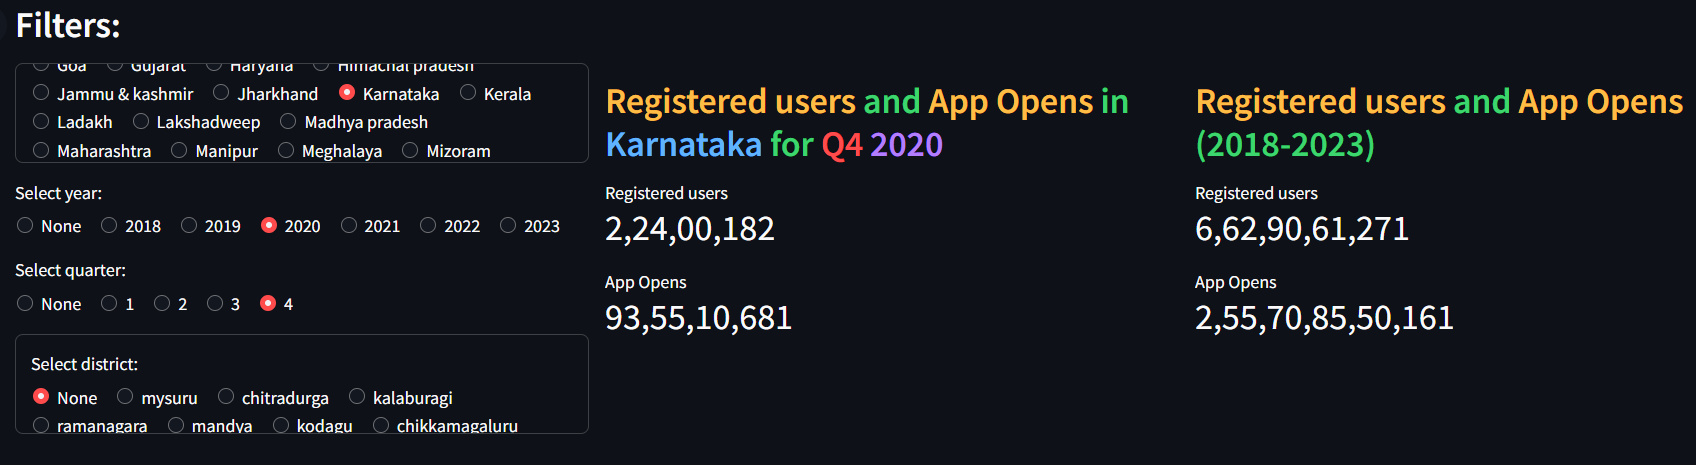 Filters:
Goa Gujarat Haryana Himachal pradesh
Jammu & kashmir Jharkhand Karnataka Kerala
Ladakh Lakshadweep Madhya pradesh
Maharashtra Manipur Meghalaya Mizoram
Select year:
None 2018 2019 2020 2021 2022 2023
Select quarter:
None 1 2 3 4
Select district:
None mysuru chitradurga kalaburagi
ramanagara mandya kodagu chikkamagaluru
Registered users and App Opens in
Karnataka for Q4 2020
Registered users
2,24,00,182
App Opens
93,55,10,681
Registered users and App Opens
(2018-2023)
Registered users
6,62,90,61,271
App Opens
2,55,70,85,50,161